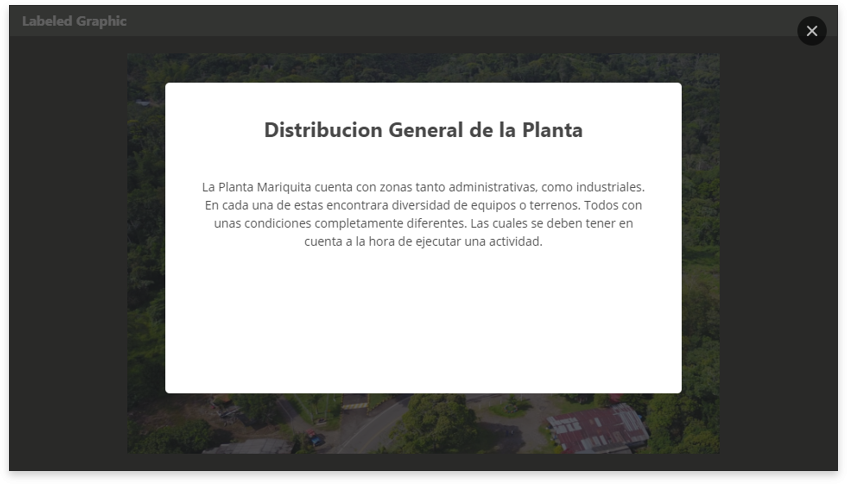 Labeled Graphic
Distribucion General de la Planta
La Planta Mariquita cuenta con zonas tanto administrativas, como industriales.
En cada una de estas encontrara diversidad de equipos o terrenos. Todos con
unas condiciones completamente diferentes. Las cuales se deben tener en
cuenta a la hora de ejecutar una actividad.